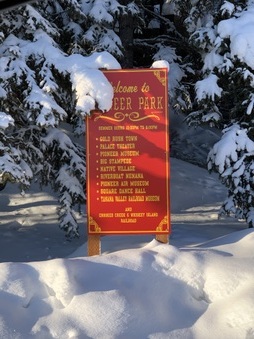 Welcome to
EER PARK
• GOLD RUSH TOWN
• PALACE THEATER
• PIONEER MUSEUM
• BIG STAMPEDE
• NATIVE VILLAGE
• RIVERBOAT NENANA
• PIONEER AIR MUSEUM
• SQUARE DANCE HALL
• TANANA VALLEY RAILROAD MUSEUM
AND
CROOKED CREEK & WHISKEY ISLAND
RAILROAD